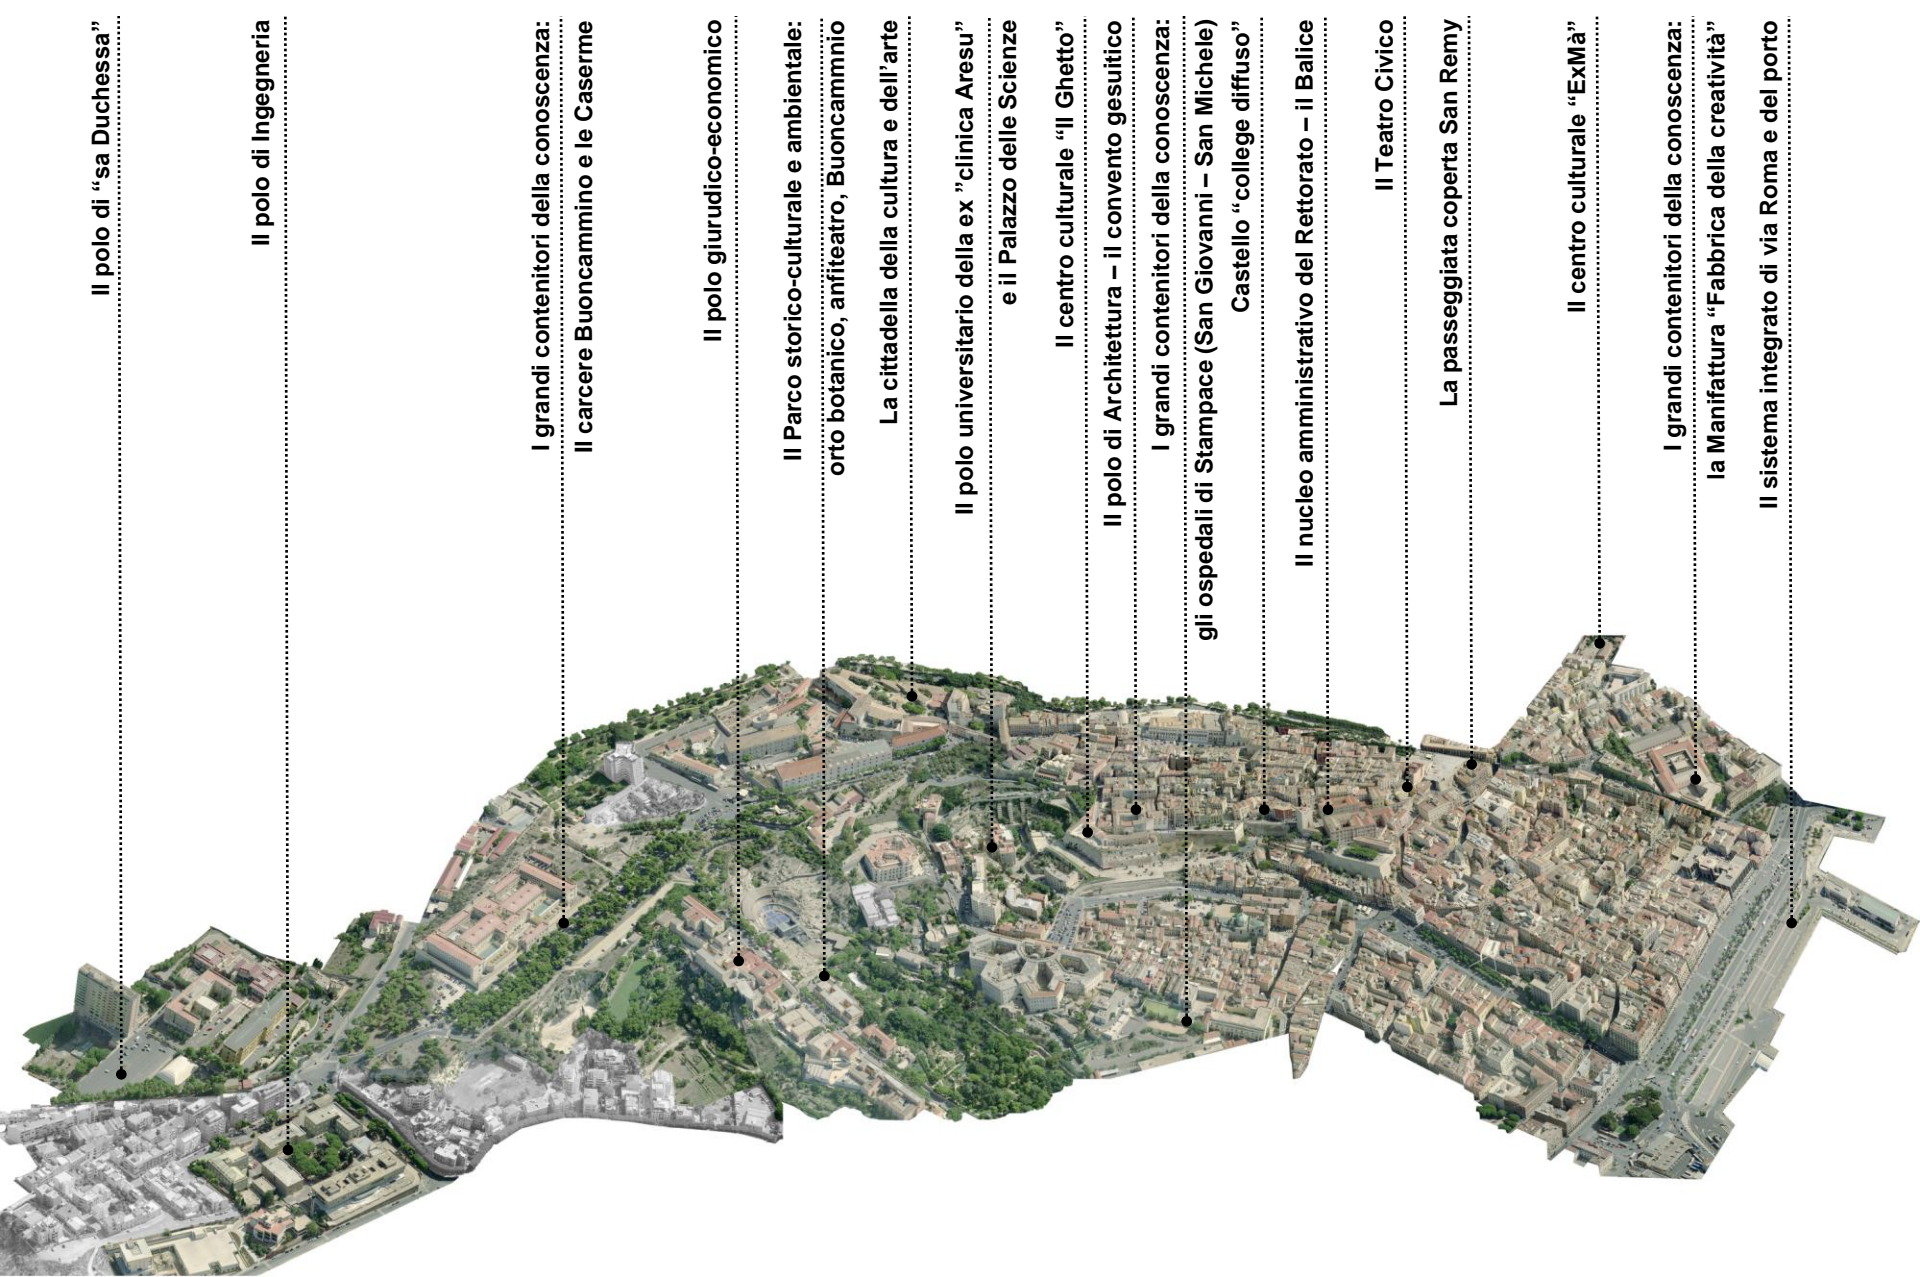 Il polo di “sa Duchessa”
Il polo di Ingegneria
I grandi contenitori della conoscenza:
Il carcere Buoncammino e le Caserme
Il polo giurudico-economico
Il Parco storico-culturale e ambientale:
orto botanico, anfiteatro, Buoncammnio
La cittadella della cultura e dell’arte
Il polo universitario della ex ”clinica Aresu”
e il Palazzo delle Scienze
Il centro culturale “Il Ghetto”
Il polo di Architettura – il convento gesuitico
I grandi contenitori della conoscenza:
gli ospedali di Stampace (San Giovanni – San Michele)
Castello “college diffuso”
Il nucleo amministrativo del Rettorato – il Balice
Il Teatro Civico
La passeggiata coperta San Remy
Il centro culturale “ExMà”
I grandi contenitori della conoscenza:
la Manifattura “Fabbrica della creatività”
Il sistema integrato di via Roma e del porto